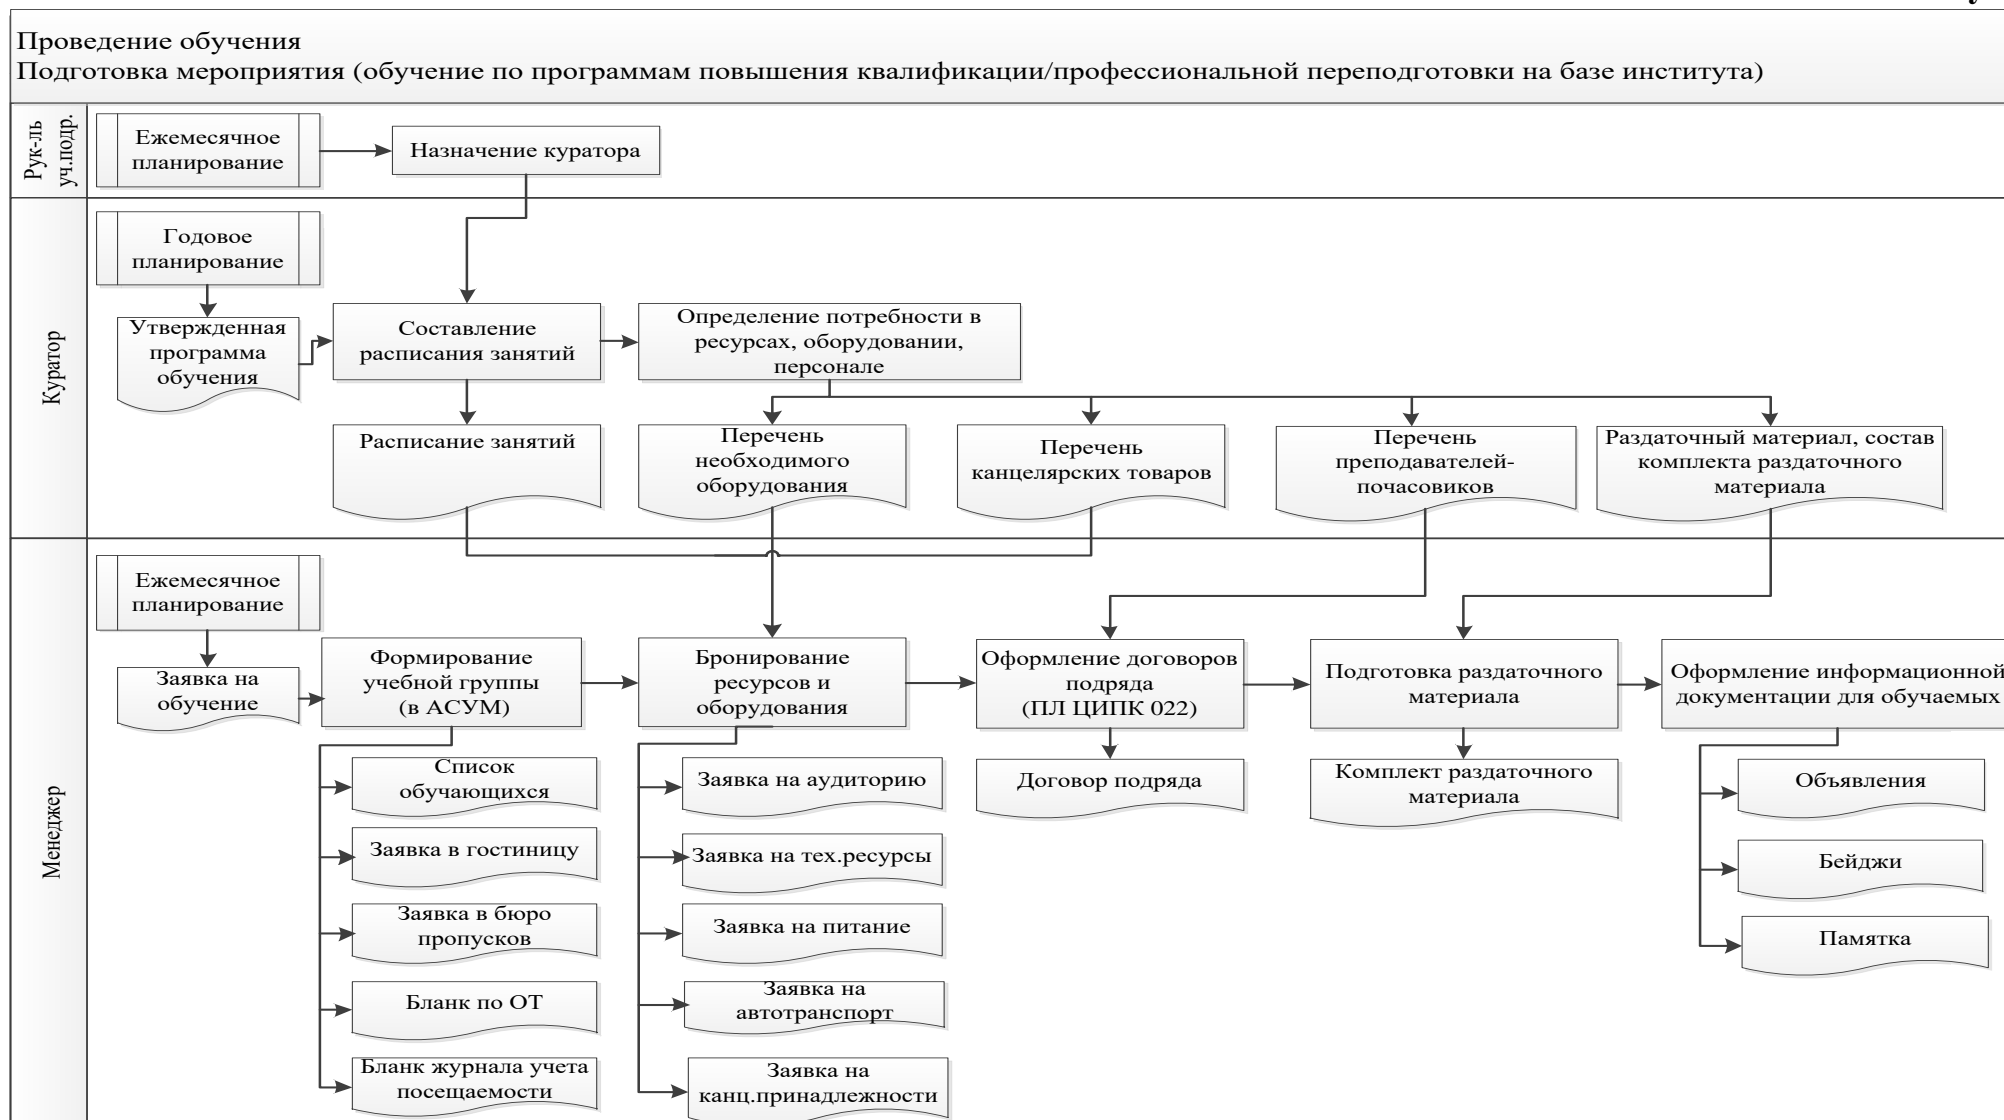 Проведение обучения
Подготовка мероприятия (обучение по программам повышения квалификации/профессиональной переподготовки на базе института)
Рук-ль
уч.подр.
Ежемесячное
планирование
Назначение куратора
Куратор
Годовое
планирование
Утвержденная
программа
обучения
Составление
расписания занятий
Определение потребности в
ресурсах, оборудовании,
персонале
Расписание занятий
Перечень
необходимого
оборудования
Перечень
канцелярских товаров
Перечень
преподавателей-
почасовиков
Раздаточный материал, состав
комплекта раздаточного
материала
Менеджер
Ежемесячное
планирование
Заявка на
обучение
Формирование
учебной группы
(в АСУМ)
Бронирование
ресурсов и
оборудования
Оформление договоров
подряда
(ПЛ ЦИПК 022)
Подготовка раздаточного
материала
Оформление информационной
документации для обучаемых
Список
обучающихся
Заявка в гостиницу
Заявка в бюро
пропусков
Бланк по ОТ
Бланк журнала учета
посещаемости
Заявка на аудиторию
Заявка на тех.ресурсы
Заявка на питание
Заявка на
автотранспорт
Заявка на
канц.принадлежности
Договор подряда
Комплект раздаточного
материала
Объявления
Бейджи
Памятка